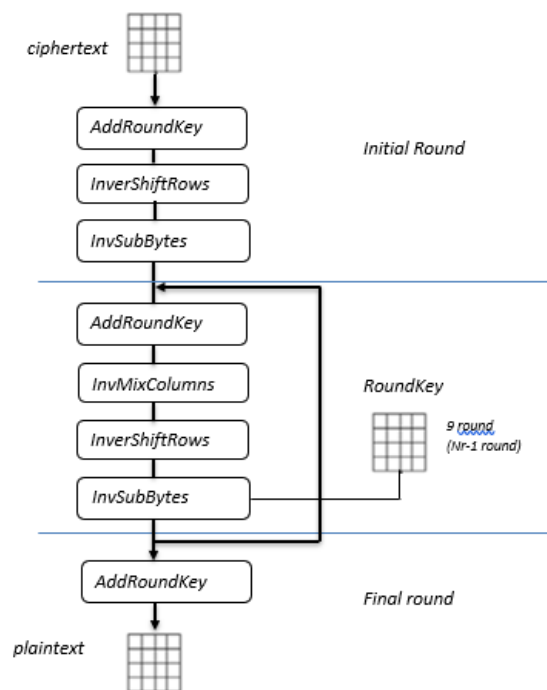 ciphertext
AddRoundKey
Initial Round
InverShiftRows
InvSubBytes
AddRoundKey
InvMixColumns
RoundKey
9 round
(Nr-1 round)
InverShiftRows
InvSubBytes
AddRoundKey
Final round
plaintext